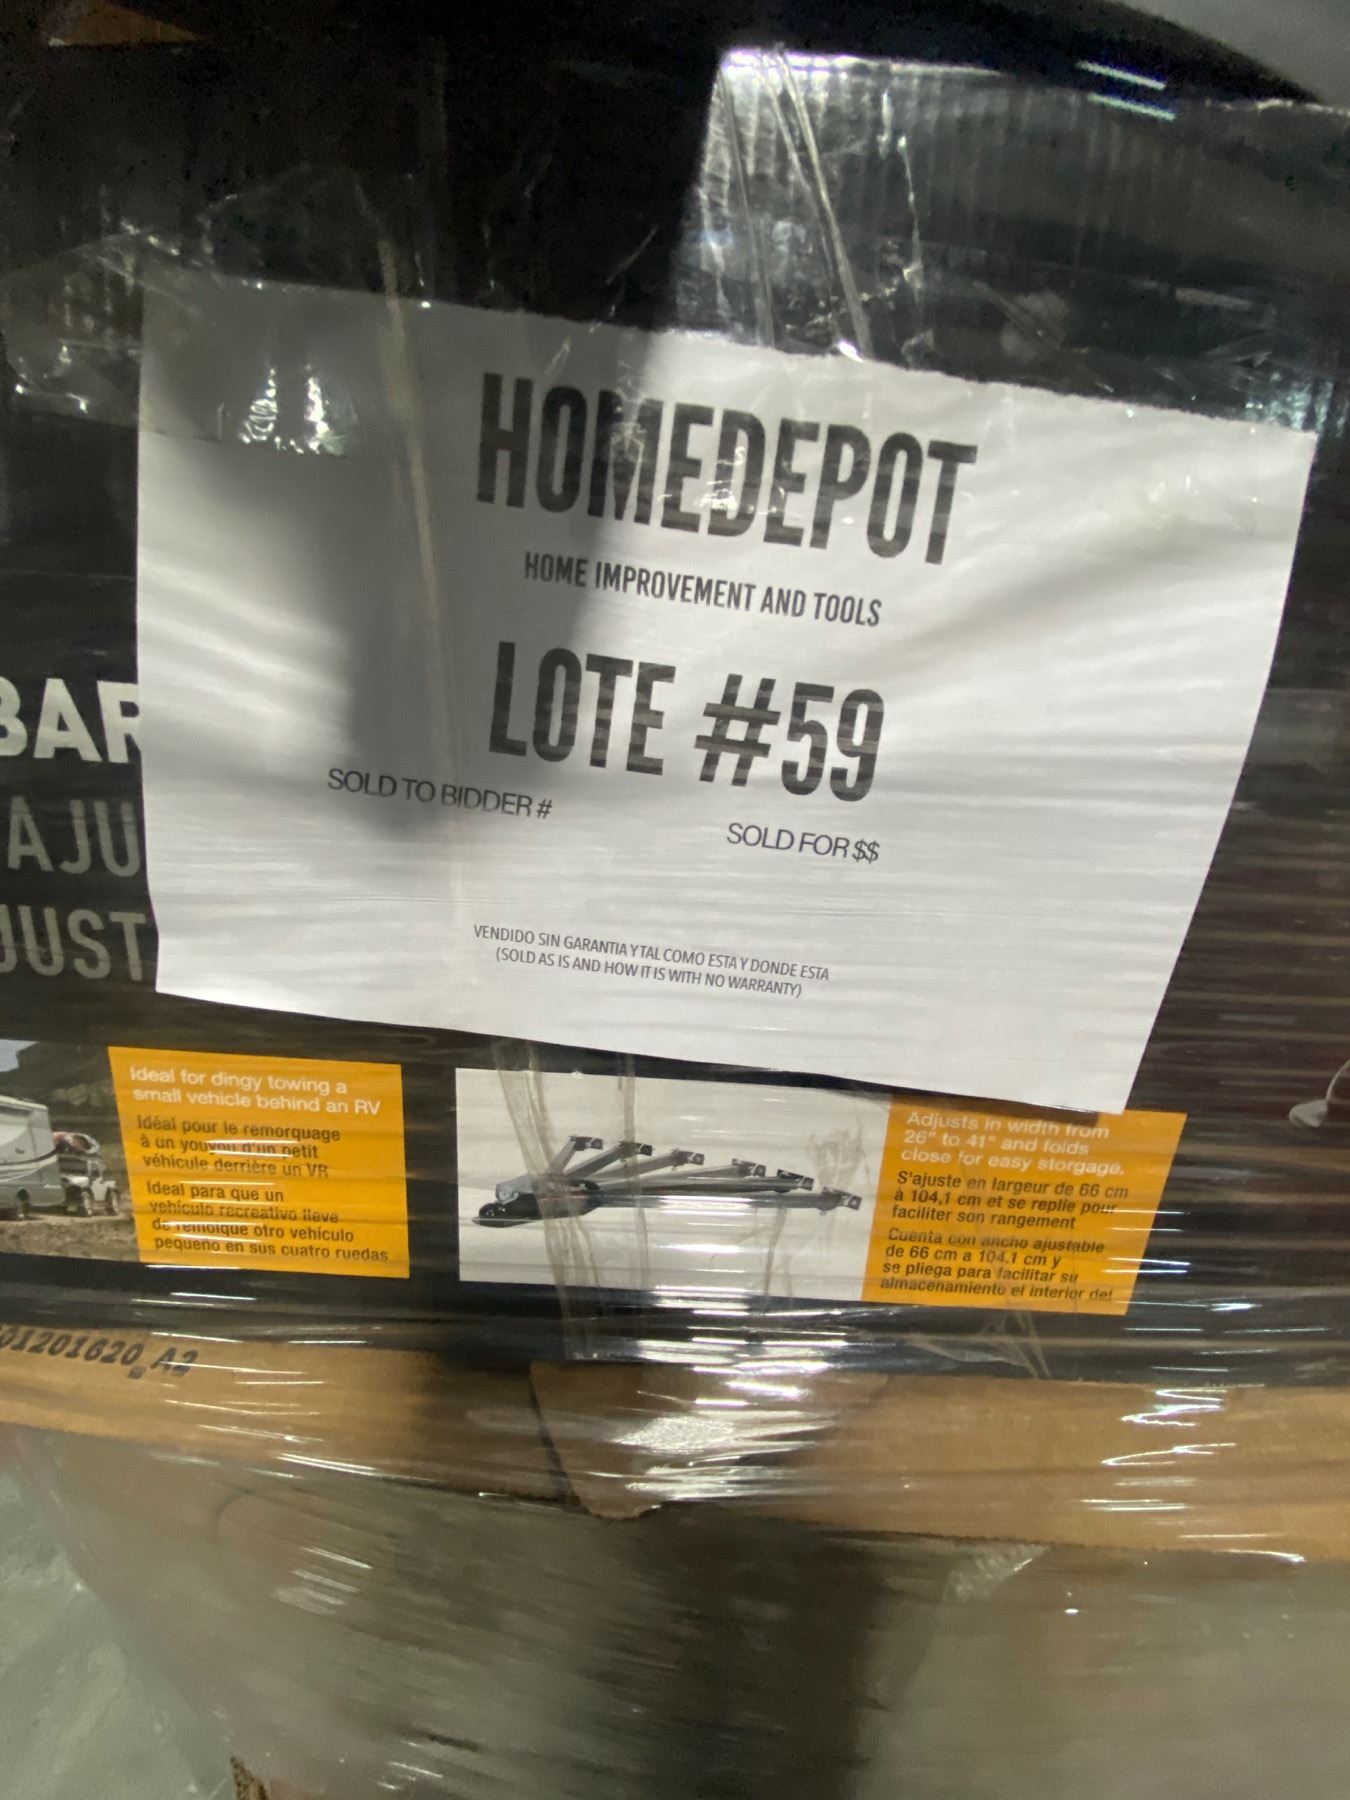 HOMEDEPOT
HOME IMPROVEMENT AND TOOLS
LOTE #59
SOLD TO BIDDER #
SOLD FOR $$
VENDIDO SIN GARANTIA Y TAL COMO ESTA Y DONDE ESTA
(SOLD AS IS AND HOW IT IS WITH NO WARRANTY)
BAR
AJU
JUST
Ideal for dingy towing a
small vehicle behind an RV
Idéal pour le remorquage
à un youyou d'un petit
véhicule derrière un VR
Ideal para que un
vehículo recreativo lleve
de remolque otro vehículo
pequeno en sus cuatro ruedas
Adjusts in width from
26" to 41" and folds
close for easy storgage.
S'ajuste en largeur de 66 cm
à 104,1 cm et se replie pour
faciliter son rangement
Cuenta con ancho ajustable
de 66 cm a 104.1 cm y
se pliega para facilitar su
almacenamiento el interior del
01201620_A2